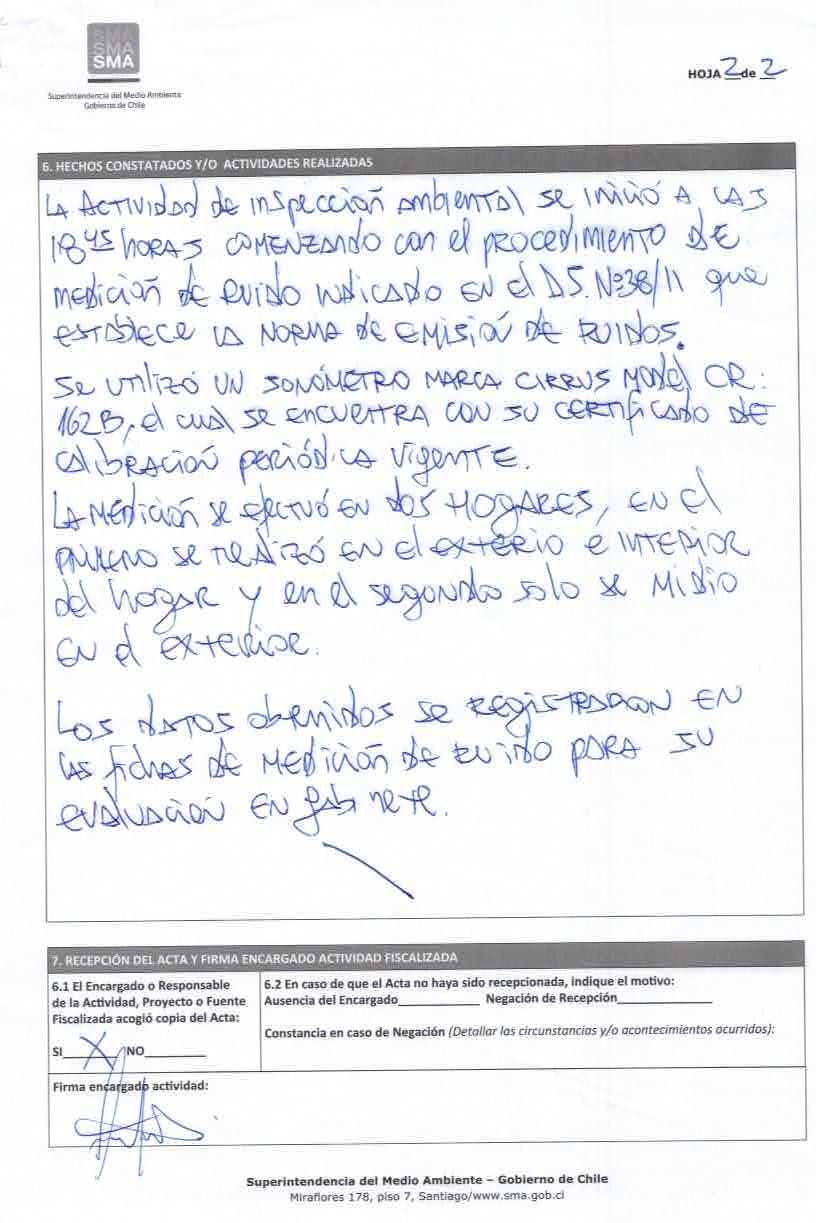 SMA
SMA
SMA
Superintendencia del Medio Ambiente
Gobierno de Chile
HOJA 2 de 2
6. HECHOS CONSTATADOS Y/O ACTIVIDADES REALIZADAS
LA ACTIVIDAD de inspección ambiental se inició A LAS
18 45 horas comenzando con el procedimiento DE
medición de ruido indicado en el D.S. Nº38/11 que
establece la norma de emisión de ruidos.
Se utilizó un sonómetro marca CIRRUS Model CR:
162B, el cual se encuentra con su certificado de
calibración periódica vigente.
La medición se efectuó en dos HOGARES, en el
primero se realizó en el exterio e interior
del hogar y en el segundo solo se midio
en el exterior.
Los datos obtenidos se registraron en
las fichas de medición de ruido para su
evaluación en gabinete.
7. RECEPCIÓN DEL ACTA Y FIRMA ENCARGADO ACTIVIDAD FISCALIZADA
6.1 El Encargado o Responsable
de la Actividad, Proyecto o Fuente
Fiscalizada acogió copia del Acta:
SI X NO
6.2 En caso de que el Acta no haya sido recepcionada, indique el motivo:
Ausencia del Encargado Negación de Recepción
Constancia en caso de Negación (Detallar las circunstancias y/o acontecimientos ocurridos):
Firma encargado actividad:
Superintendencia del Medio Ambiente – Gobierno de Chile
Miraflores 178, piso 7, Santiago/www.sma.gob.cl